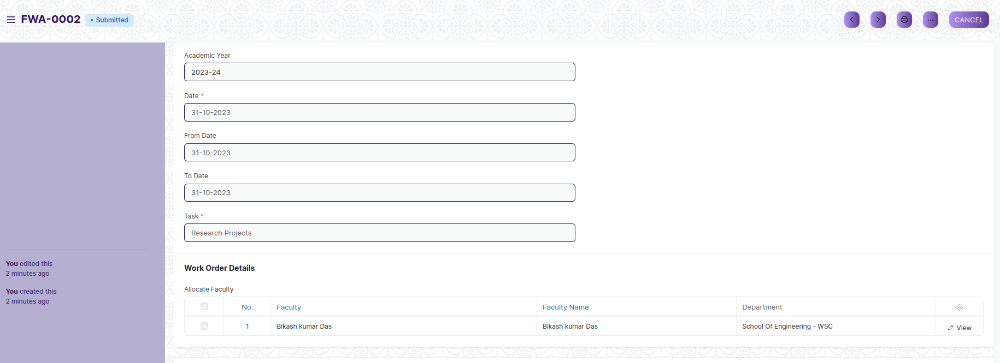 FWA-0002
• Submitted
CANCEL
Academic Year
2023-24
Date *
31-10-2023
From Date
31-10-2023
To Date
31-10-2023
Task *
Research Projects
You edited this
2 minutes ago
You created this
2 minutes ago
Work Order Details
Allocate Faculty
No. Faculty Faculty Name Department
1 Bikash kumar Das Bikash kumar Das School Of Engineering - WSC View